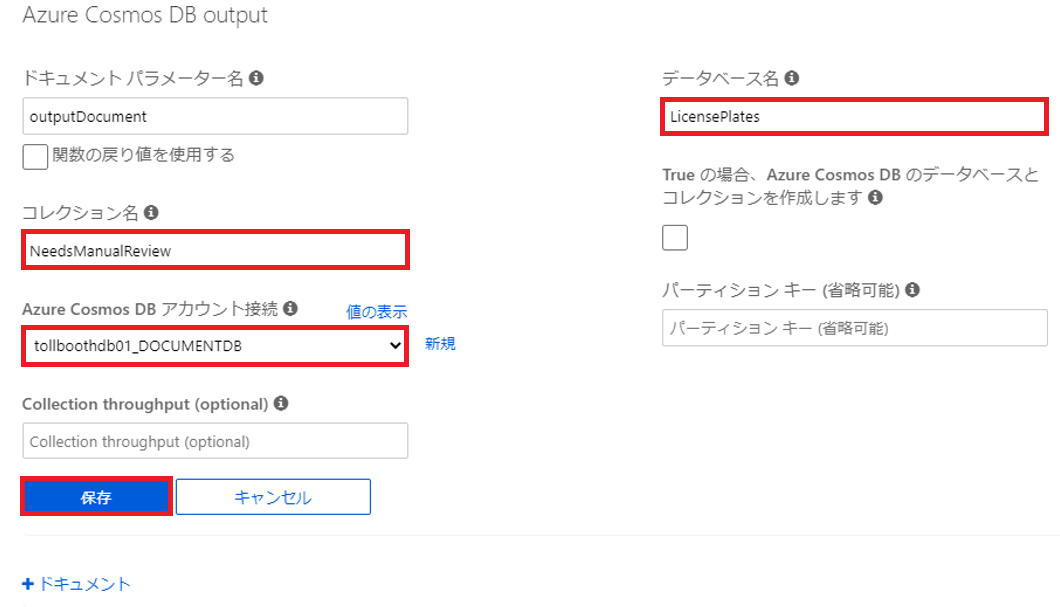 Azure Cosmos DB output
ドキュメント パラメーター名
outputDocument
関数の戻り値を使用する
コレクション名
NeedsManualReview
Azure Cosmos DB アカウント接続
値の表示
tollboothdb01_DOCUMENTDB
新規
Collection throughput (optional)
Collection throughput (optional)
データベース名
LicensePlates
True の場合、Azure Cosmos DB のデータベースと
コレクションを作成します
パーティション キー (省略可能)
パーティション キー (省略可能)
保存
キャンセル
+ ドキュメント